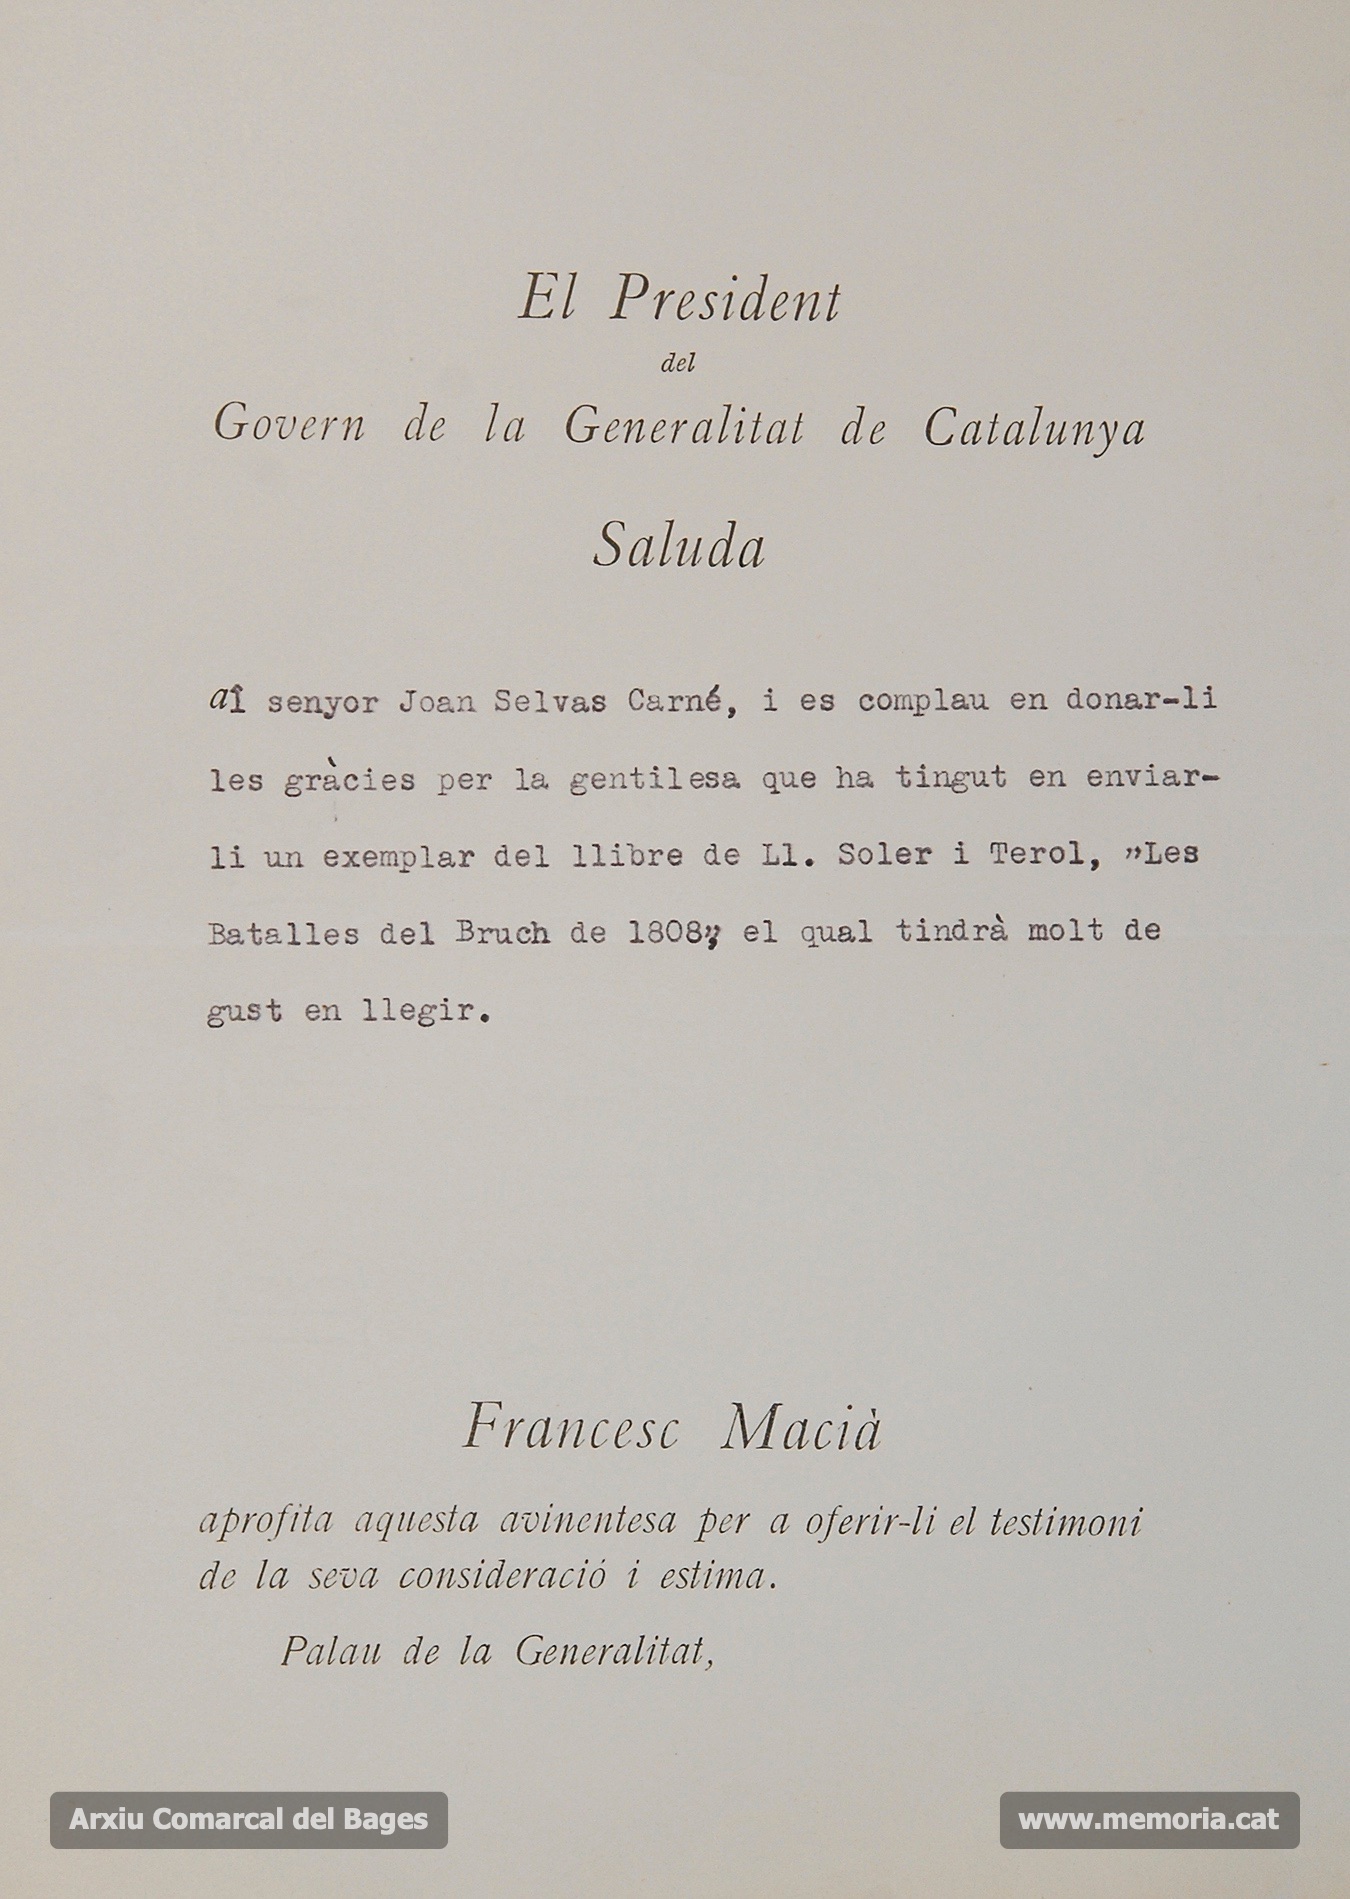 El President
del
Govern de la Generalitat de Catalunya
Saluda
al senyor Joan Selvas Carné, i es complau en donar-li
les gràcies per la gentilesa que ha tingut en enviar-
li un exemplar del llibre de Ll. Soler i Terol, "Les
Batalles del Bruch de 1808", el qual tindrà molt de
gust en llegir.
Francesc Macià
aprofita aquesta avinentesa per a oferir-li el testimoni
de la seva consideració i estima.
Palau de la Generalitat,
Arxiu Comarcal del Bages
www.memoria.cat